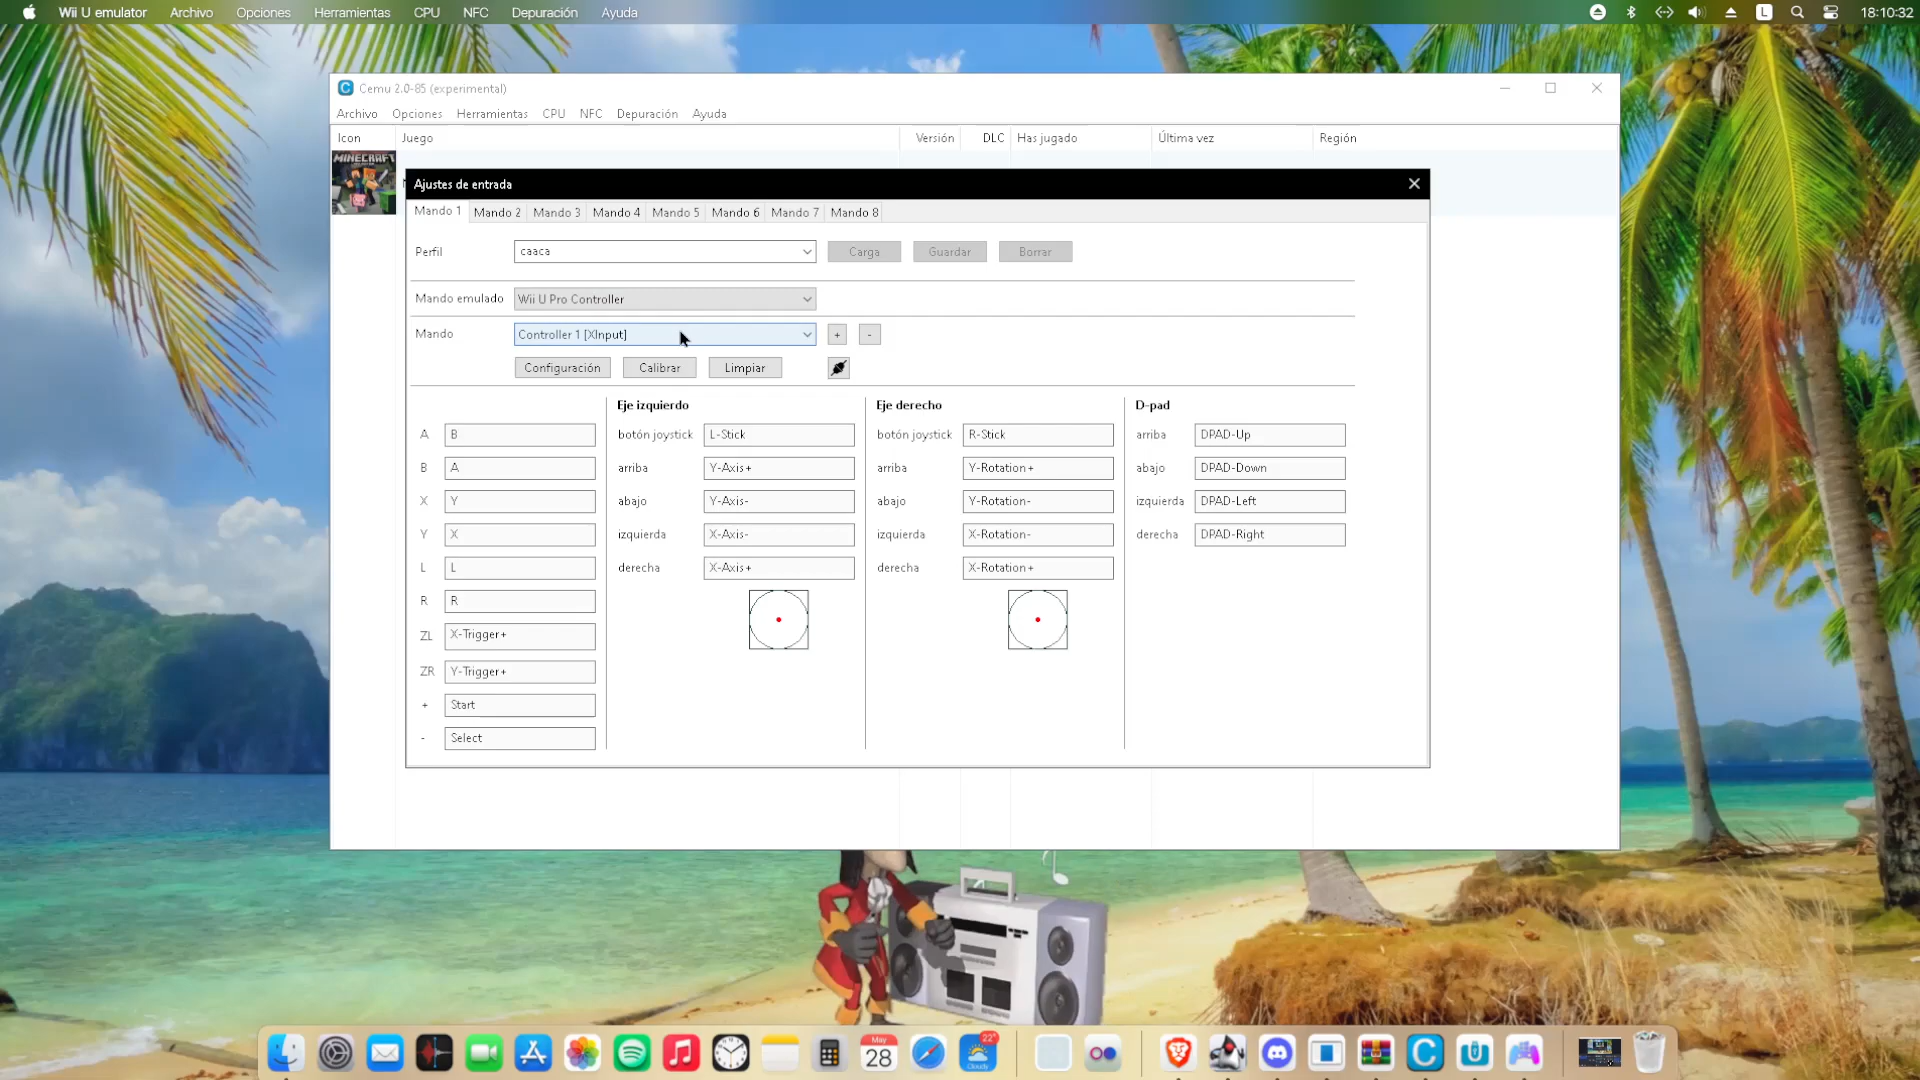 Wii U emulator Archivo Opciones Herramientas CPU NFC Depuración Ayuda L 18:10:32
Cemu 2.0-85 (experimental)
Archivo Opciones Herramientas CPU NFC Depuración Ayuda
Icon Juego Versión DLC Has jugado Última vez Región
MINECRAFT
Ajustes de entrada
Mando 1 Mando 2 Mando 3 Mando 4 Mando 5 Mando 6 Mando 7 Mando 8
Perfil caaca Carga Guardar Borrar
Mando emulado Wii U Pro Controller
Mando Controller 1 [XInput] + -
Configuración Calibrar Limpiar
Eje izquierdo Eje derecho D-pad
A B botón joystick L-Stick botón joystick R-Stick arriba DPAD-Up
B A arriba Y-Axis+ arriba Y-Rotation+ abajo DPAD-Down
X Y abajo Y-Axis- abajo Y-Rotation- izquierda DPAD-Left
Y X izquierda X-Axis- izquierda X-Rotation- derecha DPAD-Right
L L derecha X-Axis+ derecha X-Rotation+
R R
ZL X-Trigger+
ZR Y-Trigger+
+ Start
- Select
May
28
22°
Cloudy